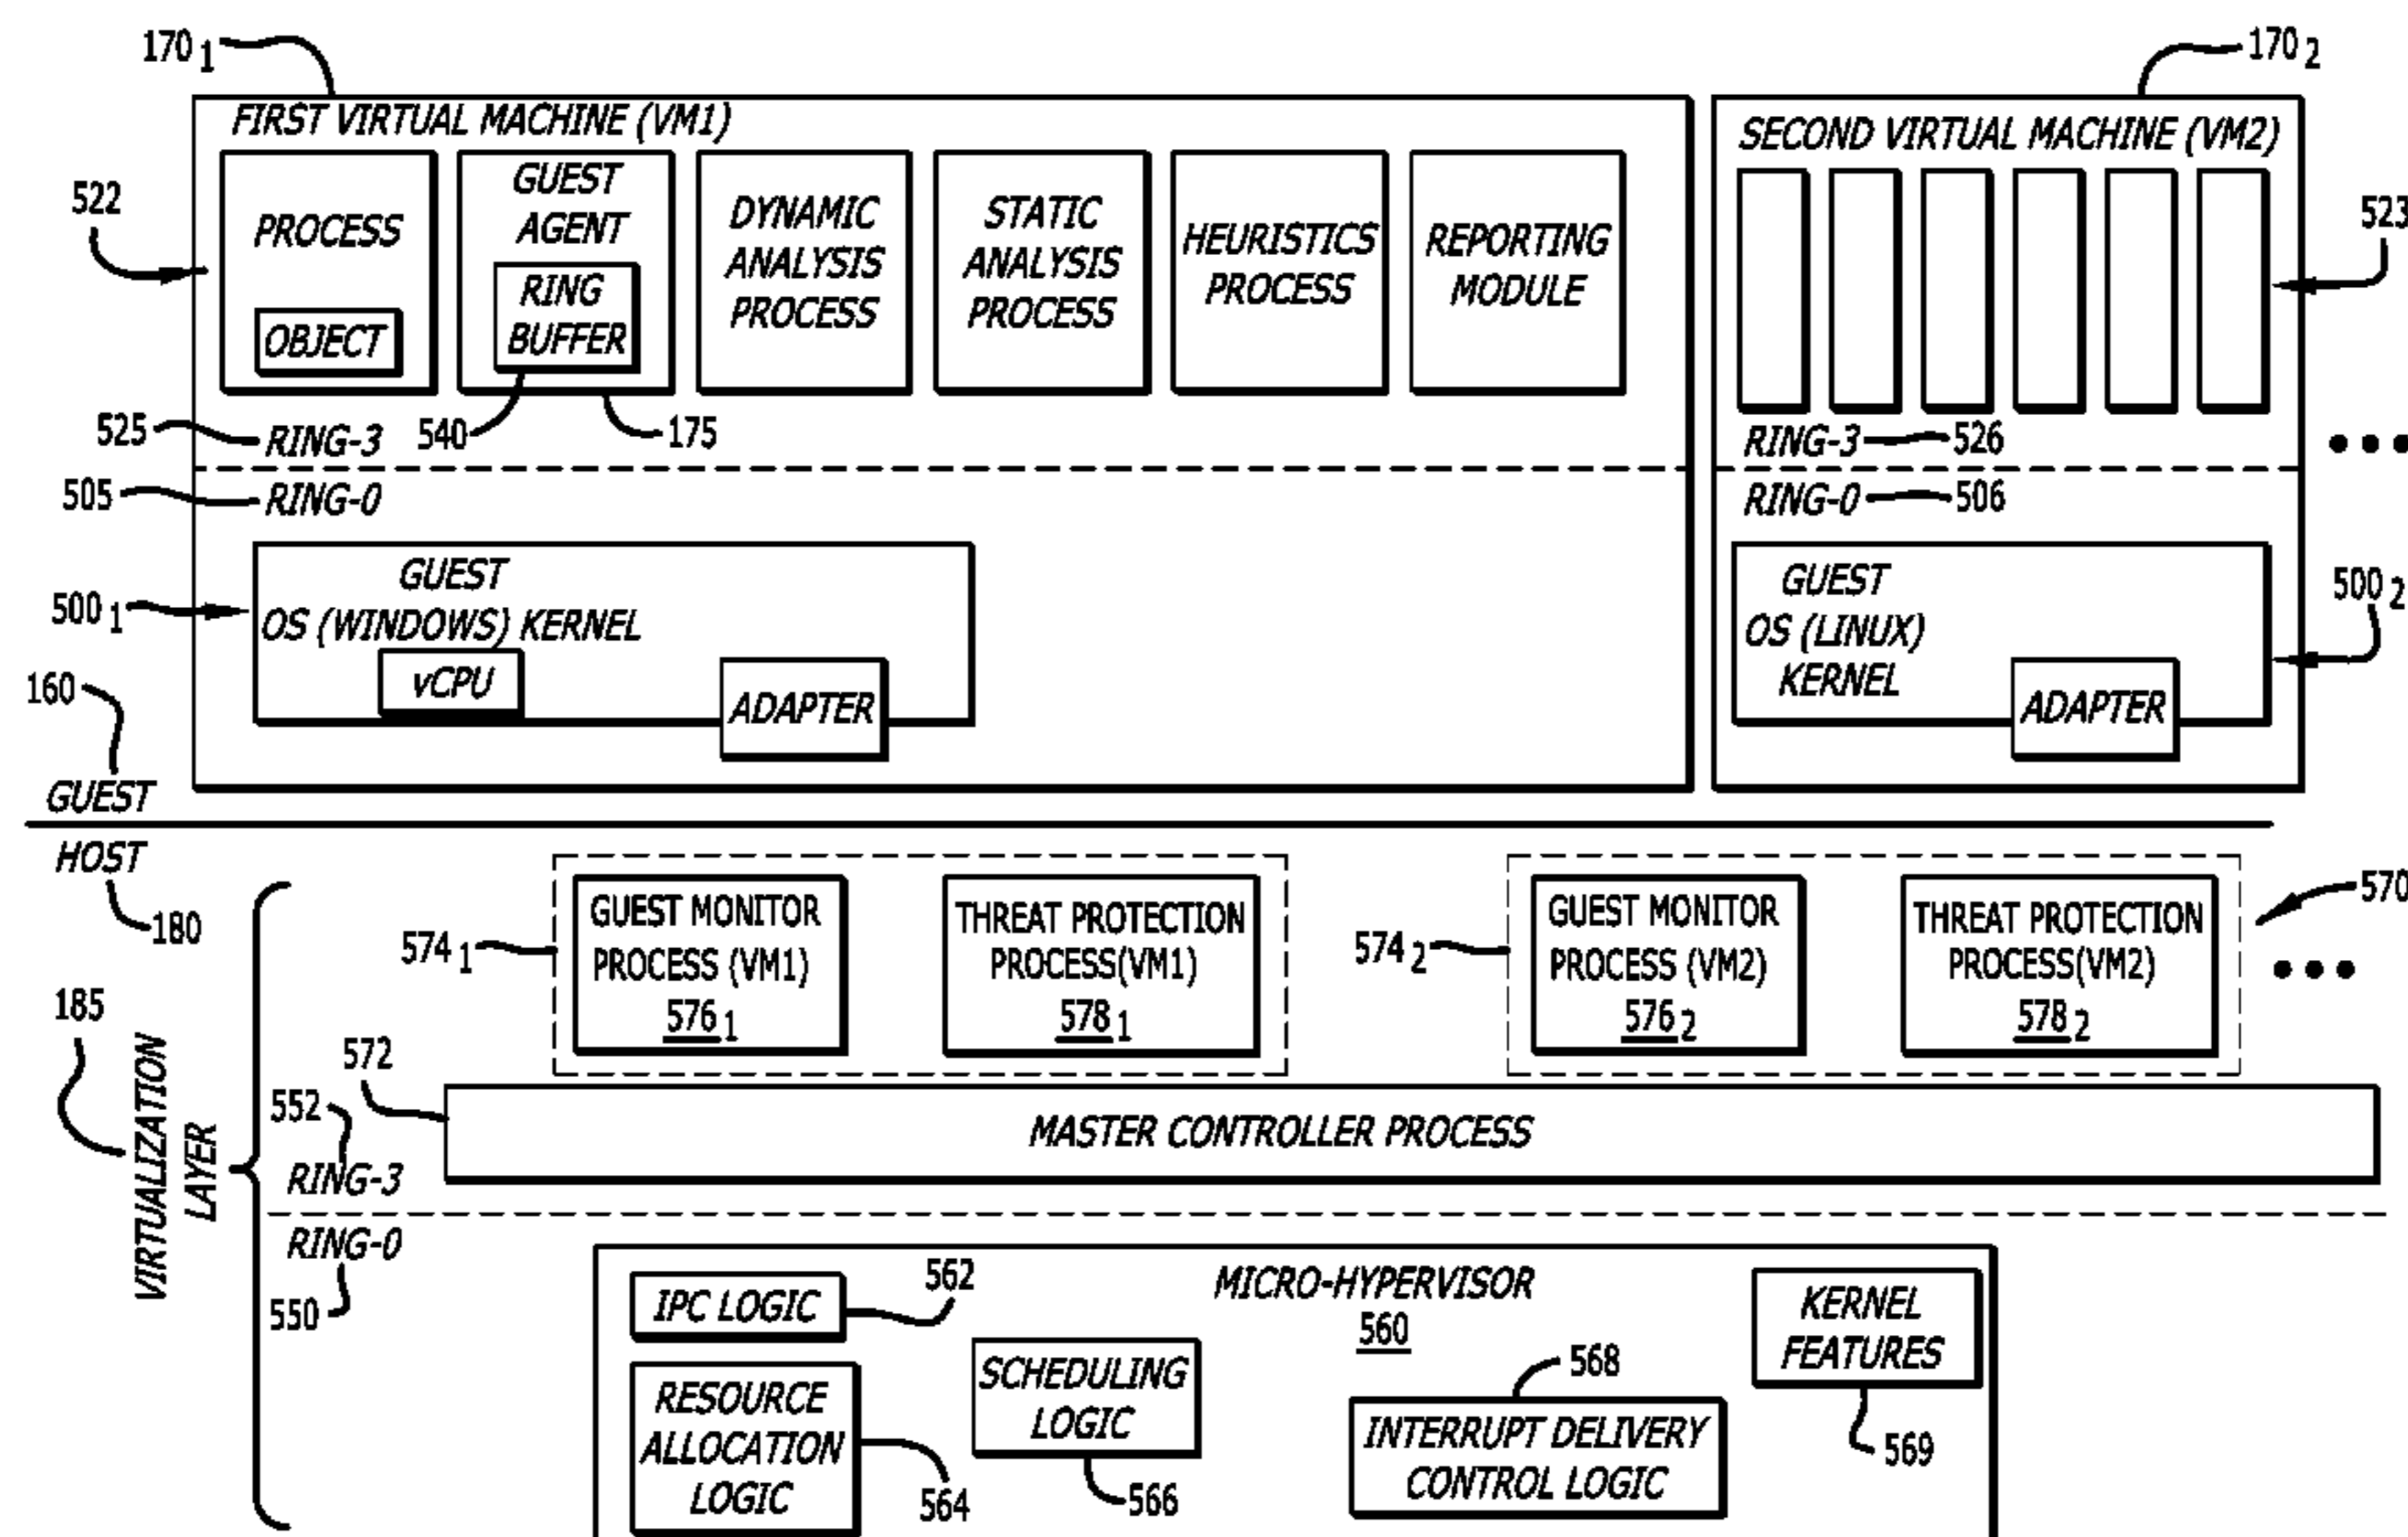 170 1
170 2
FIRST VIRTUAL MACHINE (VM1)
SECOND VIRTUAL MACHINE (VM2)
522
PROCESS
OBJECT
GUEST
AGENT
RING
BUFFER
DYNAMIC
ANALYSIS
PROCESS
STATIC
ANALYSIS
PROCESS
HEURISTICS
PROCESS
REPORTING
MODULE
523
525
RING-3
540
175
RING-3
526
505
RING-0
RING-0
506
500 1
GUEST
OS (WINDOWS) KERNEL
vCPU
ADAPTER
GUEST
OS (LINUX)
KERNEL
ADAPTER
500 2
160
GUEST
HOST
180
185
VIRTUALIZATION
LAYER
574 1
GUEST MONITOR
PROCESS (VM1)
576 1
THREAT PROTECTION
PROCESS(VM1)
578 1
574 2
GUEST MONITOR
PROCESS (VM2)
576 2
THREAT PROTECTION
PROCESS(VM2)
578 2
570
572
MASTER CONTROLLER PROCESS
552
RING-3
RING-0
550
MICRO-HYPERVISOR
560
IPC LOGIC
562
RESOURCE
ALLOCATION
LOGIC
564
SCHEDULING
LOGIC
566
568
INTERRUPT DELIVERY
CONTROL LOGIC
KERNEL
FEATURES
569